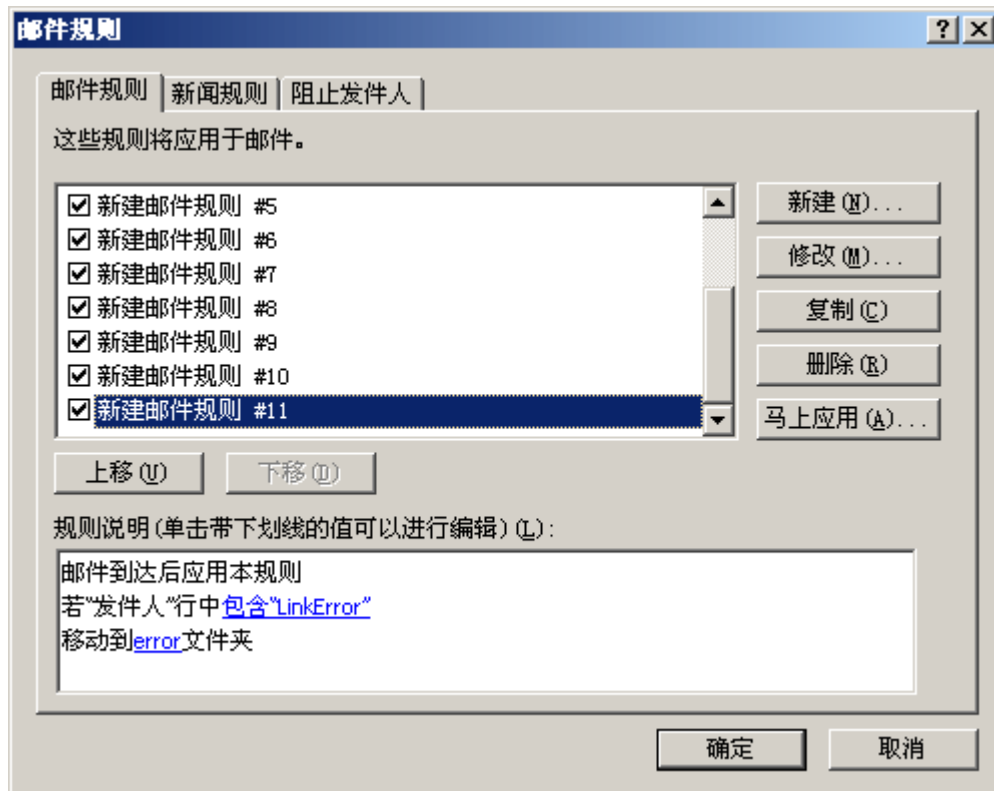 邮件规则
邮件规则 新闻规则 阻止发件人
这些规则将应用于邮件。
新建邮件规则 #5
新建邮件规则 #6
新建邮件规则 #7
新建邮件规则 #8
新建邮件规则 #9
新建邮件规则 #10
新建邮件规则 #11
新建(N)...
修改(M)...
复制(C)
删除(R)
马上应用(A)...
上移(U) 下移(D)
规则说明(单击带下划线的值可以进行编辑)(L):
邮件到达后应用本规则
若"发件人"行中包含"LinkError"
移动到error文件夹
确定 取消